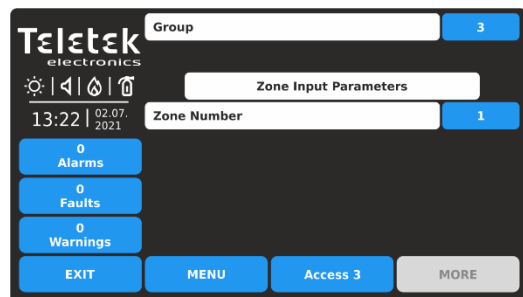 Teletek
electronics
13:22 02.07.
2021
0
Alarms
0
Faults
0
Warnings
EXIT
Group 3
Zone Input Parameters
Zone Number 1
MENU
Access 3
MORE